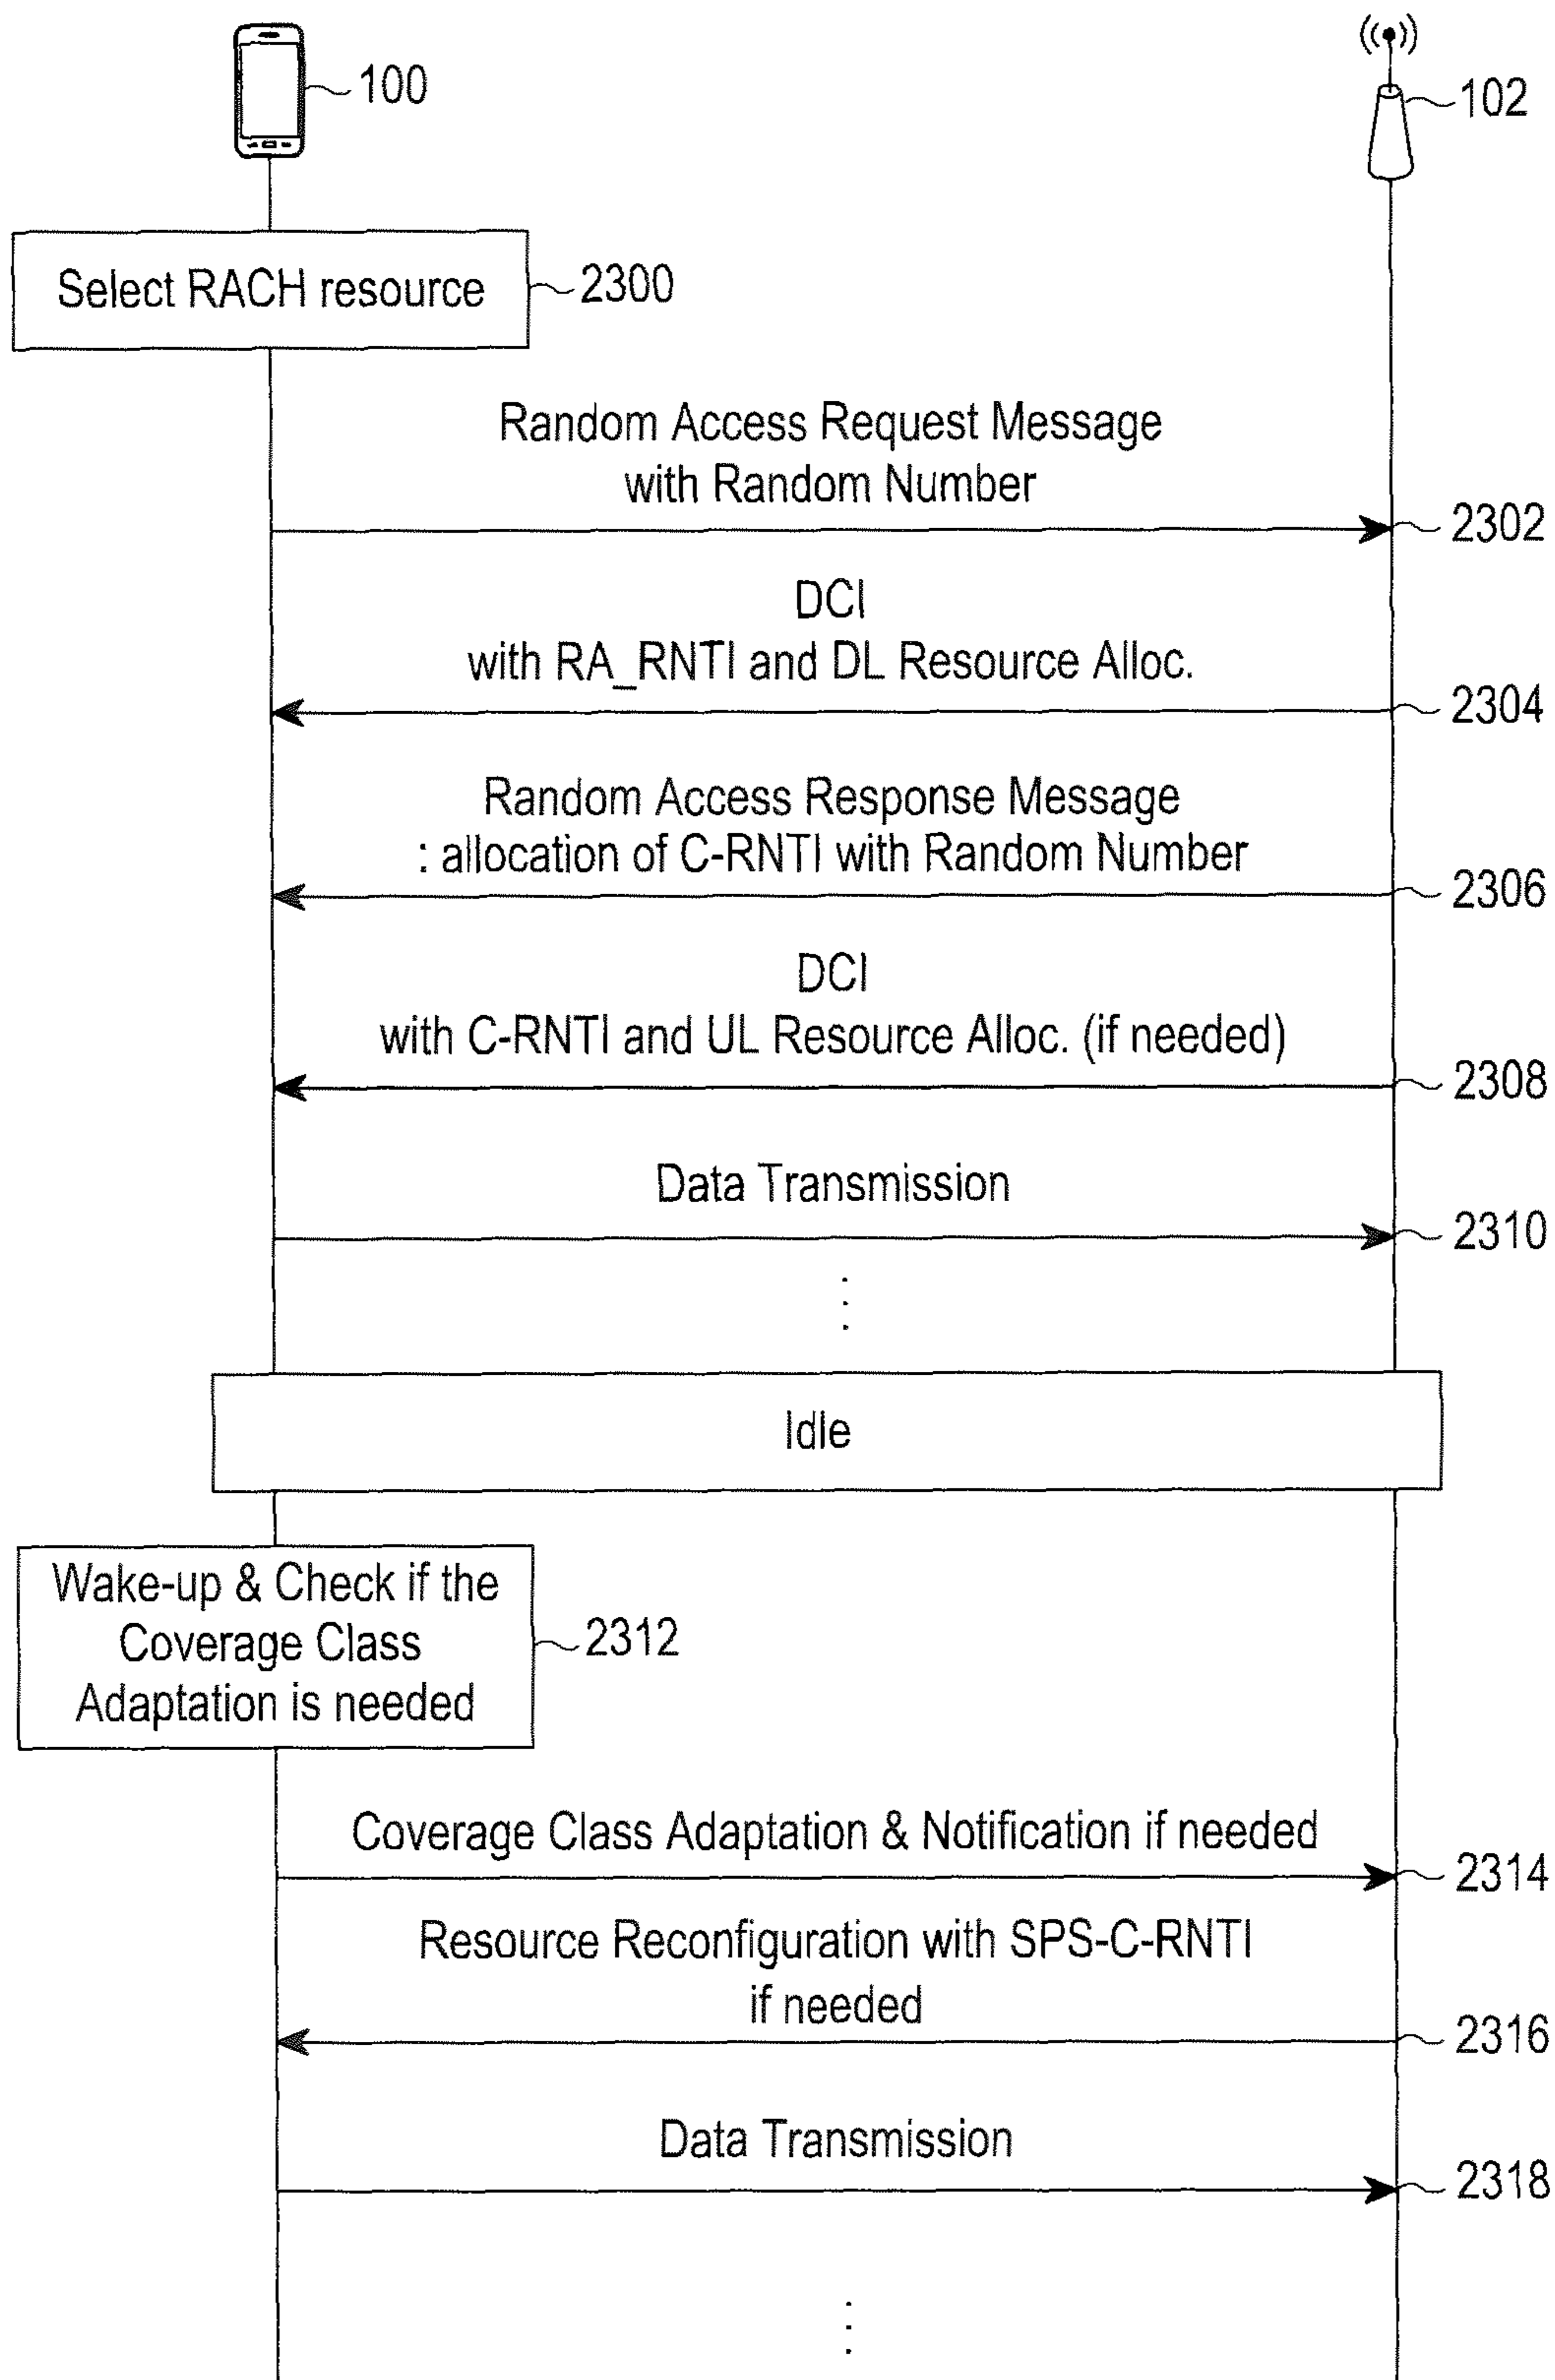 100
102
Select RACH resource
2300
Random Access Request Message
with Random Number
2302
DCI
with RA_RNTI and DL Resource Alloc.
2304
Random Access Response Message
: allocation of C-RNTI with Random Number
2306
DCI
with C-RNTI and UL Resource Alloc. (if needed)
2308
Data Transmission
2310
Idle
Wake-up & Check if the
Coverage Class
Adaptation is needed
2312
Coverage Class Adaptation & Notification if needed
2314
Resource Reconfiguration with SPS-C-RNTI
if needed
2316
Data Transmission
2318